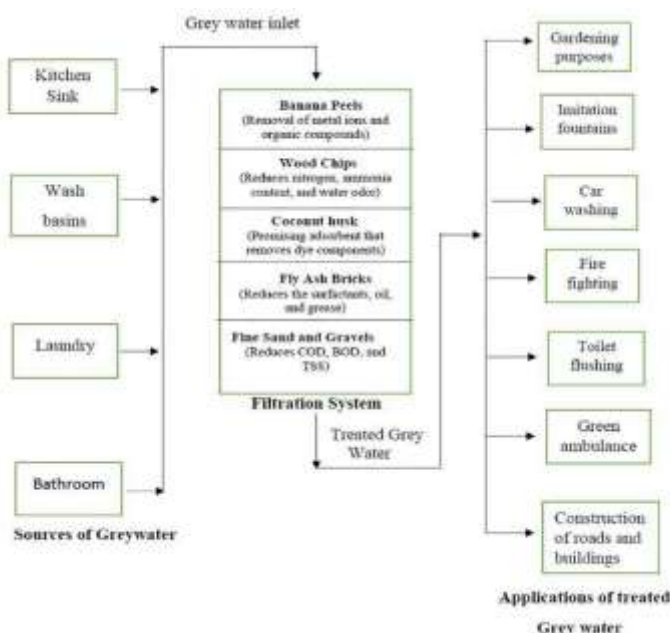 Grey water inlet
Kitchen
Sink
Wash
basins
Laundry
Bathroom
Sources of Greywater
Banana Peels
(Removal of metal ions and
organic compounds)
Wood Chips
(Reduces nitrogen, ammonia
content, and water odor)
Coconut husk
(Promising adsorbent that
removes dye components)
Fly Ash Bricks
(Reduces the surfactants, oil,
and grease)
Fine Sand and Gravels
(Reduces COD, BOD, and
TSS)
Filtration System
Treated Grey
Water
Gardening
purposes
Imitation
fountains
Car
washing
Fire
fighting
Toilet
flushing
Green
ambulance
Construction
of roads and
buildings
Applications of treated
Grey water